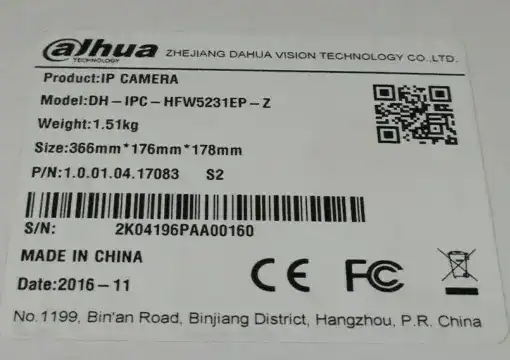 alhua
TECHNOLOGY
ZHEJIANG DAHUA VISION TECHNOLOGY CO.,LTD.
Product:IP CAMERA
Model:DH-IPC-HFW5231EP-Z
Weight:1.51kg
Size:366mm*176mm*178mm
P/N:1.0.01.04.17083 S2
S/N: 2K04196PAA00160
MADE IN CHINA
Date:2016-11
CE FC
No.1199, Bin'an Road, Binjiang District, Hangzhou, P.R. China